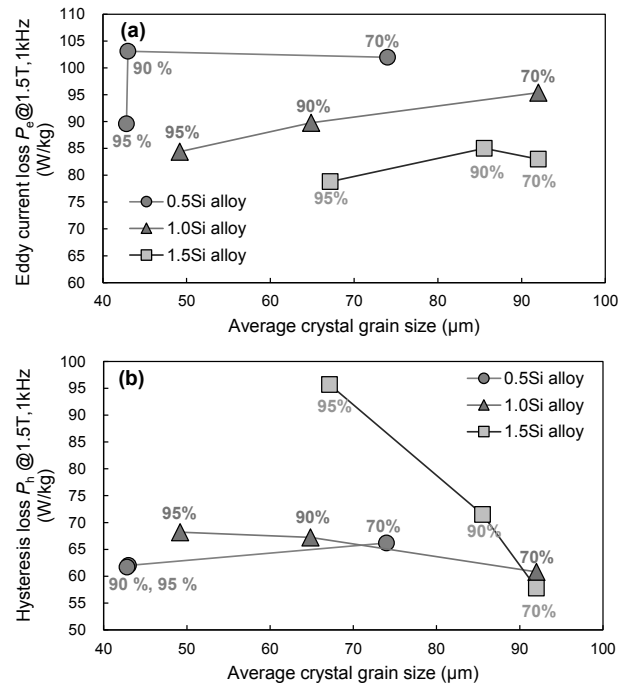 (a)
Eddy current loss Pe@1.5T,1kHz
(W/kg)
110
105
100
95
90
85
80
75
70
65
60
70%
90 %
95 %
95%
90%
70%
95%
90%
70%
0.5Si alloy
1.0Si alloy
1.5Si alloy
40 50 60 70 80 90 100
Average crystal grain size (μm)
(b)
Hysteresis loss Ph @1.5T,1kHz
(W/kg)
100
95
90
85
80
75
70
65
60
55
50
0.5Si alloy
1.0Si alloy
1.5Si alloy
95%
95%
90%
70%
90%
70%
90 %, 95 %
70%
40 50 60 70 80 90 100
Average crystal grain size (μm)